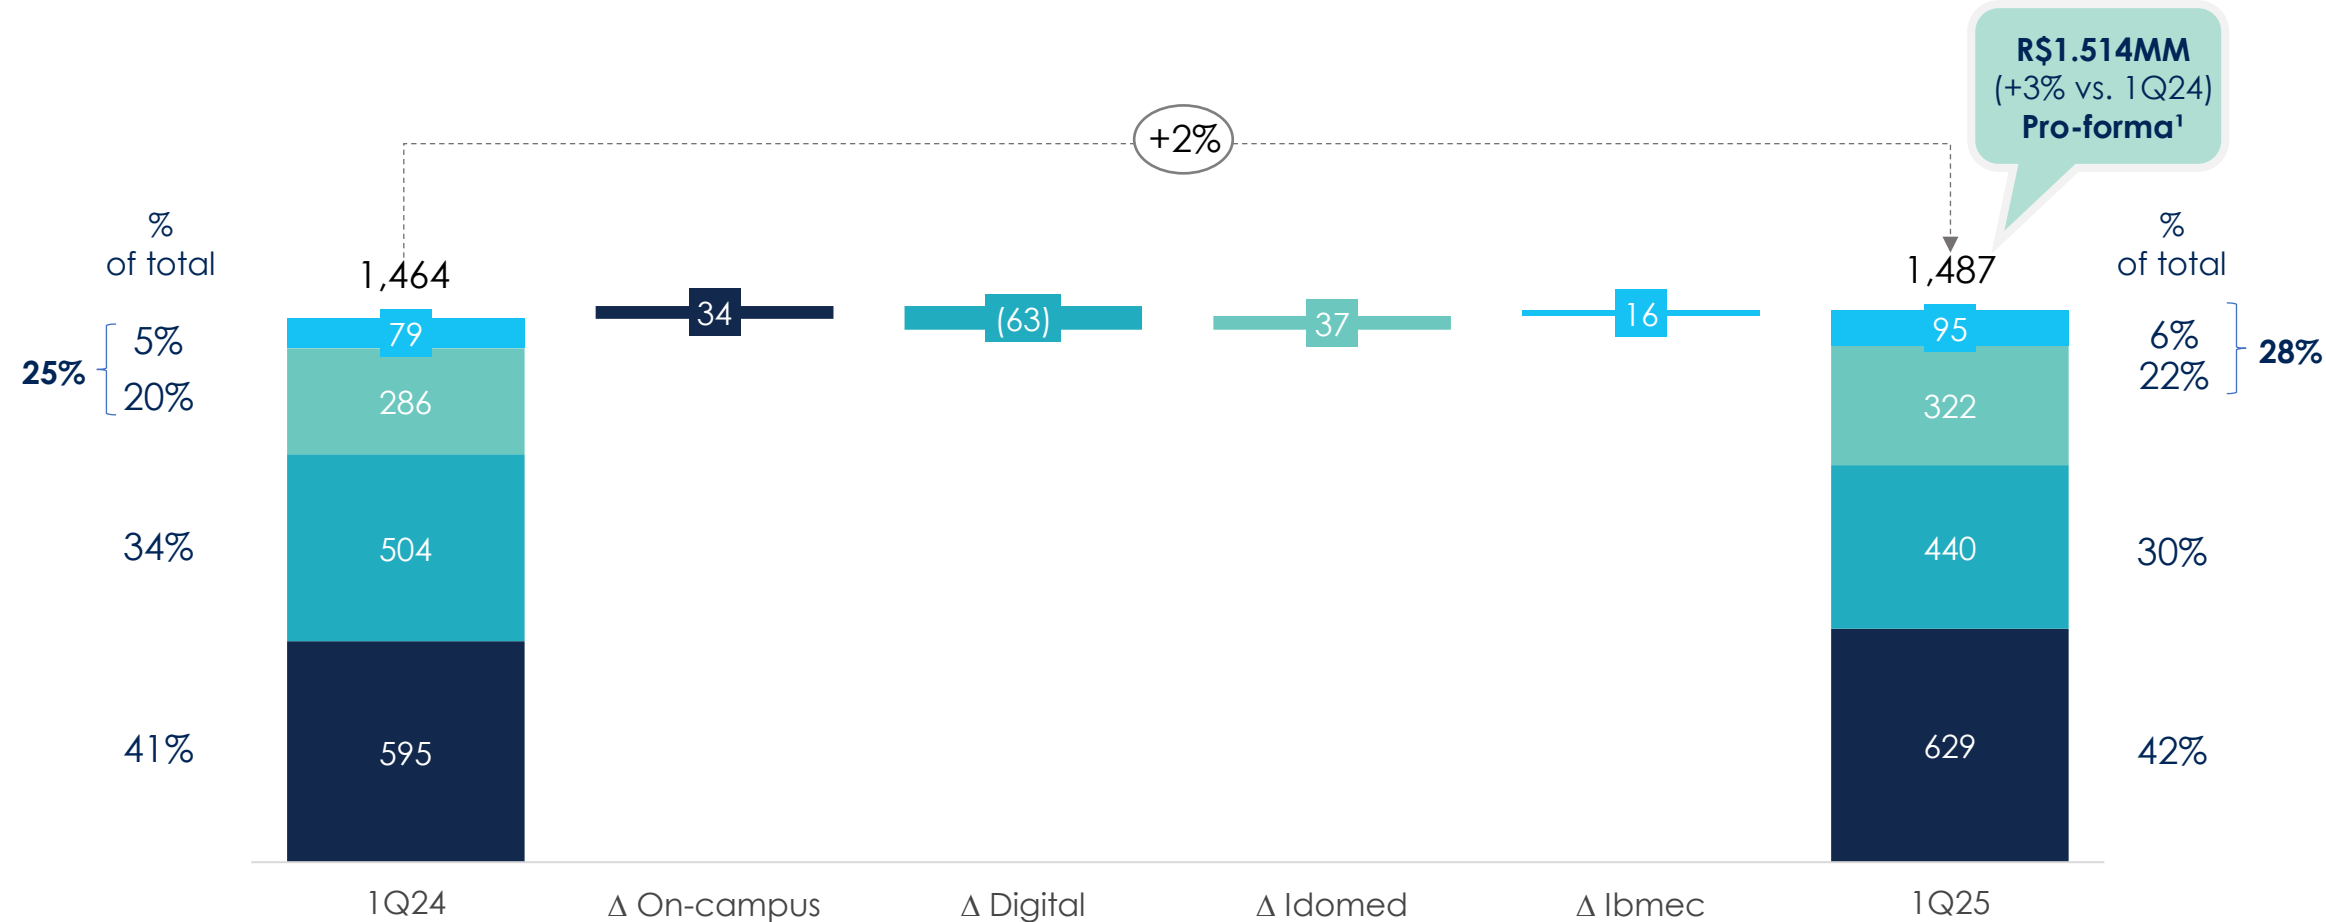 R$1.514MM
(+3% vs. 1Q24)
Pro-forma¹
+2%
%
of total
%
of total
1,464
1,487
34
(63)
37
16
79
95
5%
6%
25%
28%
20%
22%
286
322
34%
504
440
30%
41%
595
629
42%
1Q24
Δ On-campus
Δ Digital
Δ Idomed
Δ Ibmec
1Q25